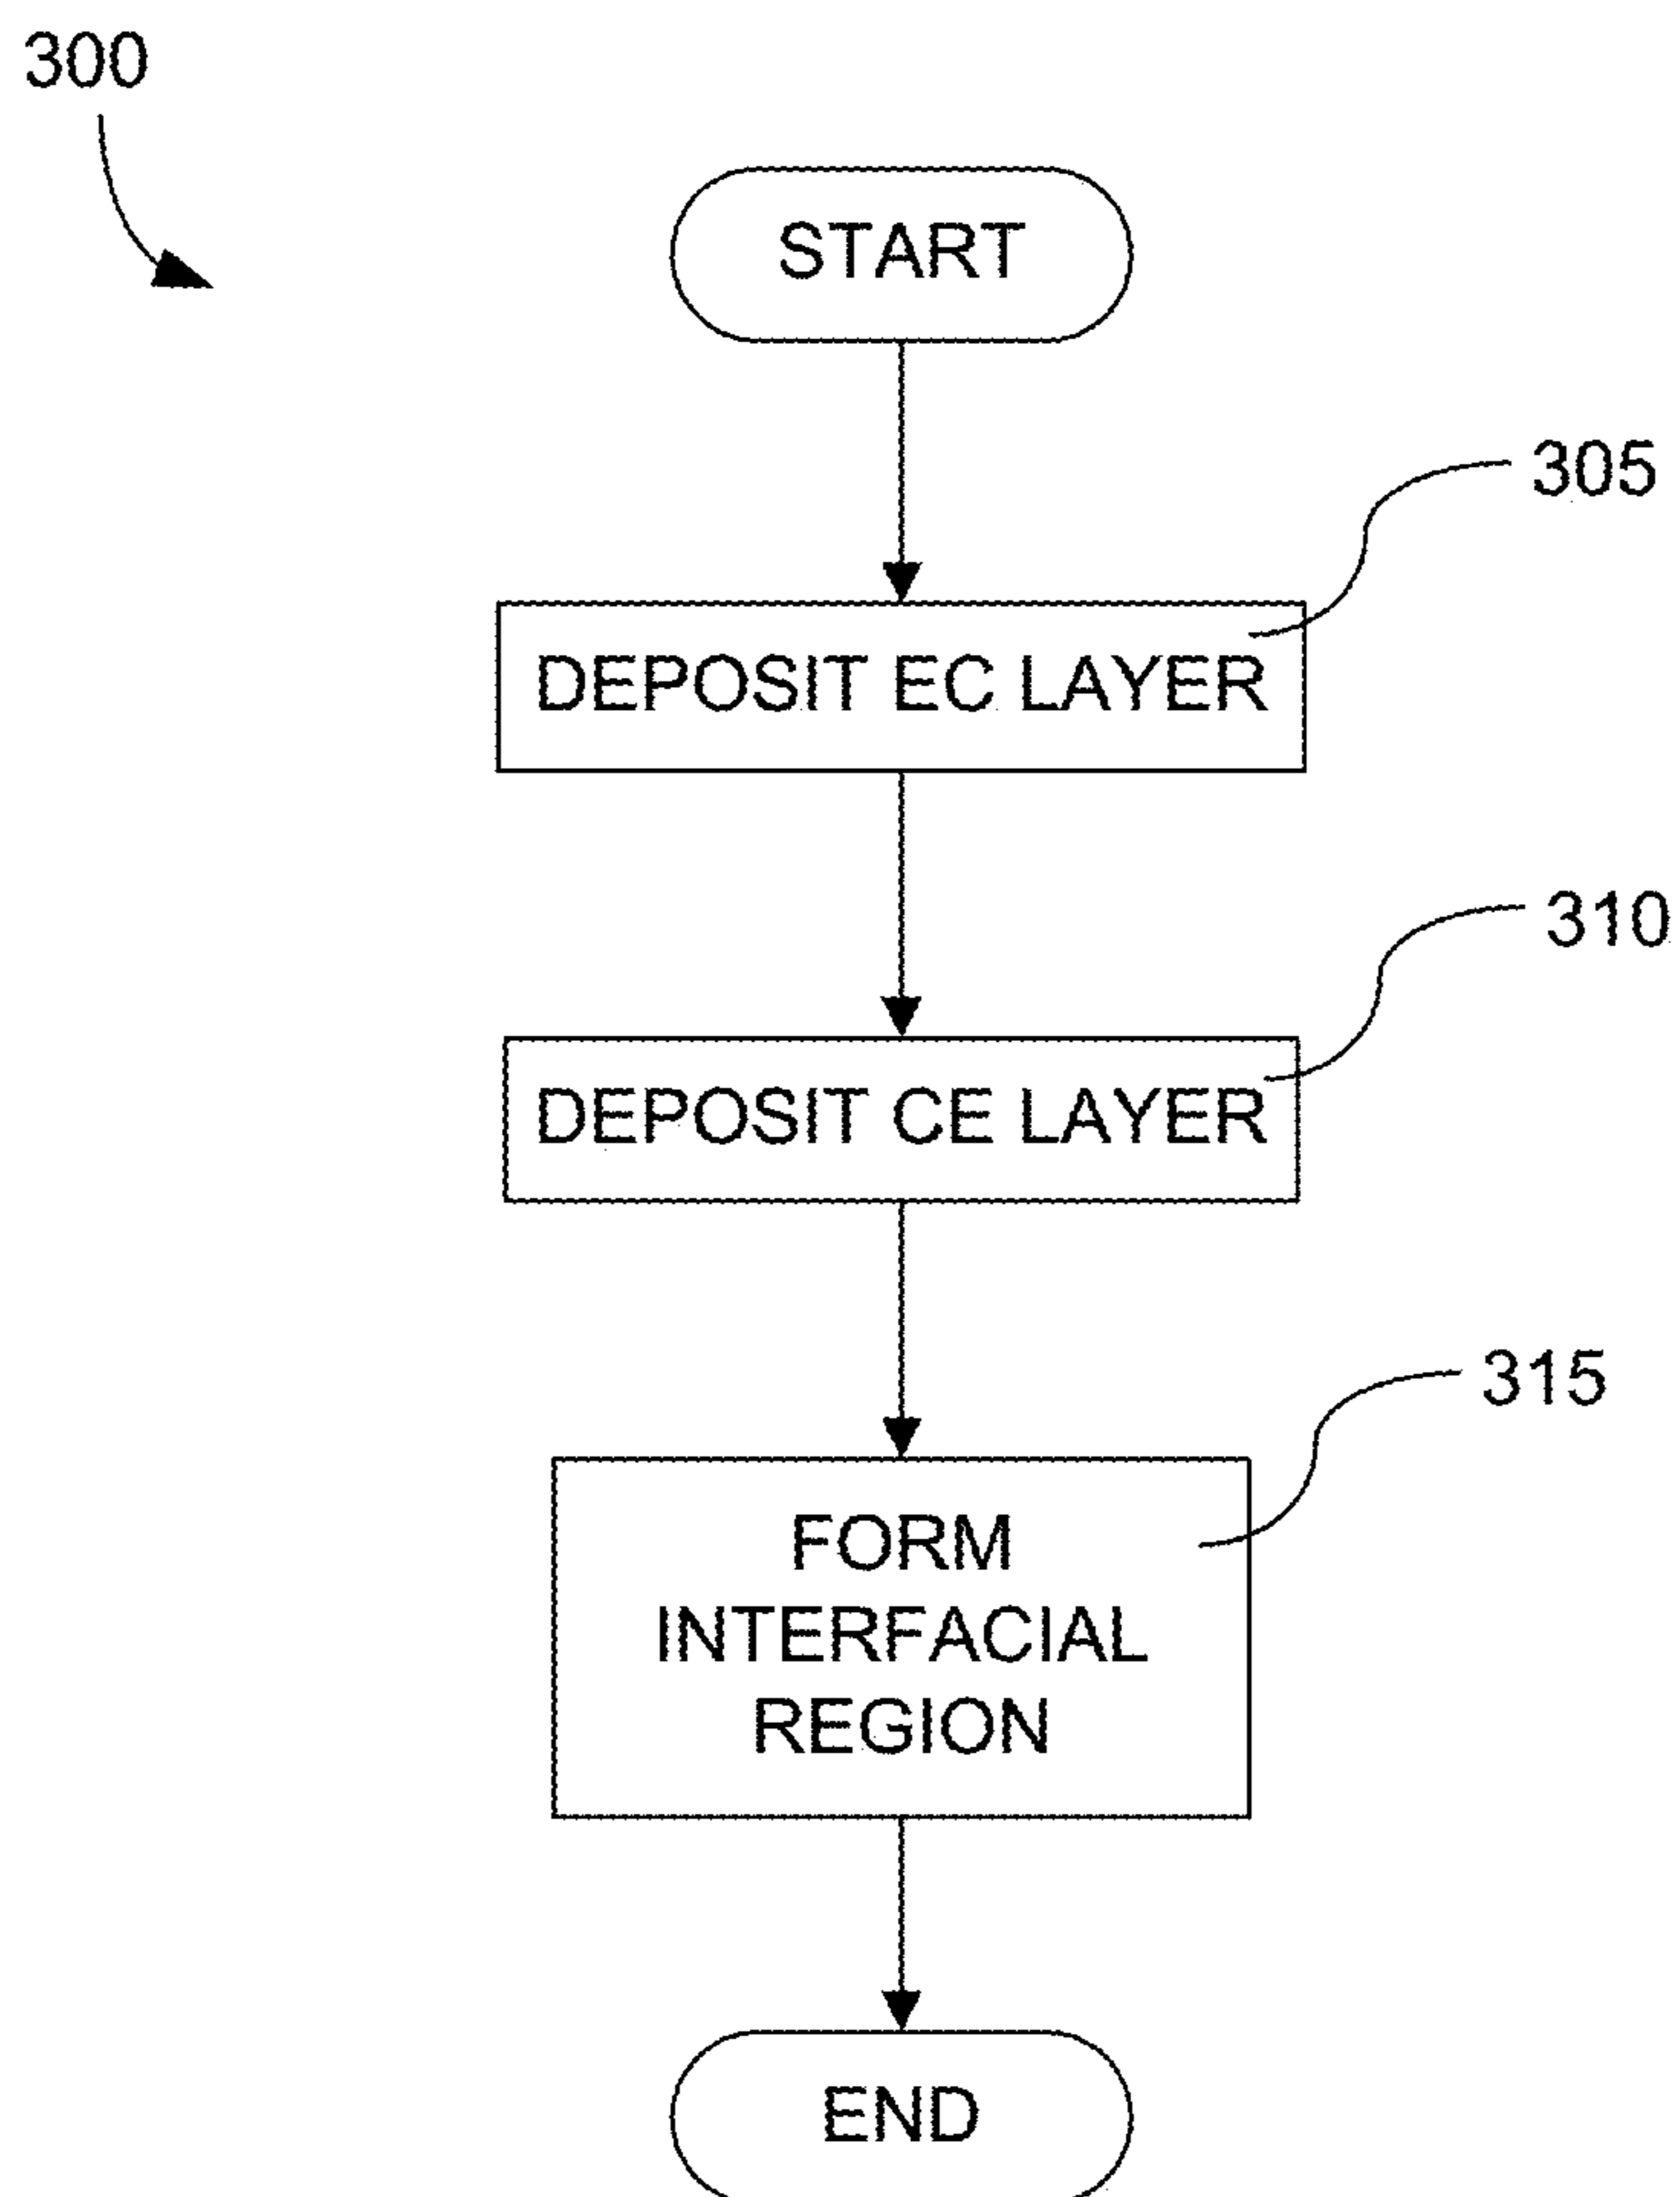 300
START
305
DEPOSIT EC LAYER
310
DEPOSIT CE LAYER
315
FORM
INTERFACIAL
REGION
END